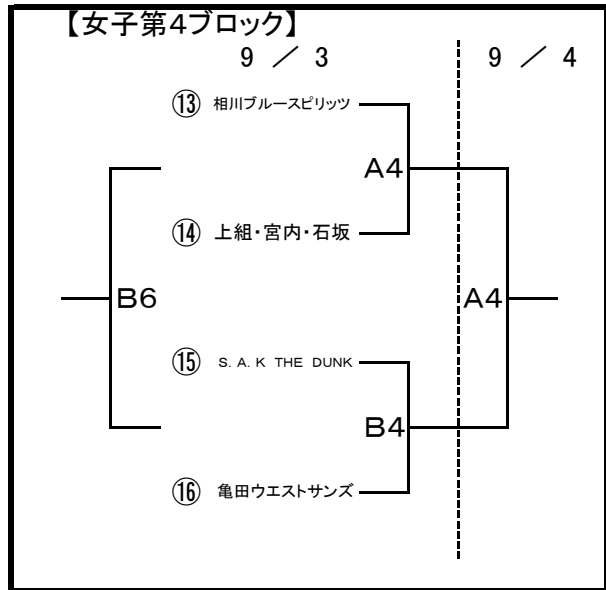 【女子第4ブロック】
9 ／ 3
9 ／ 4
⑬ 相川ブルースピリッツ
A4
⑭ 上組・宮内・石坂
B6
A4
⑮ S.A.K THE DUNK
B4
⑯ 亀田ウエストサンズ